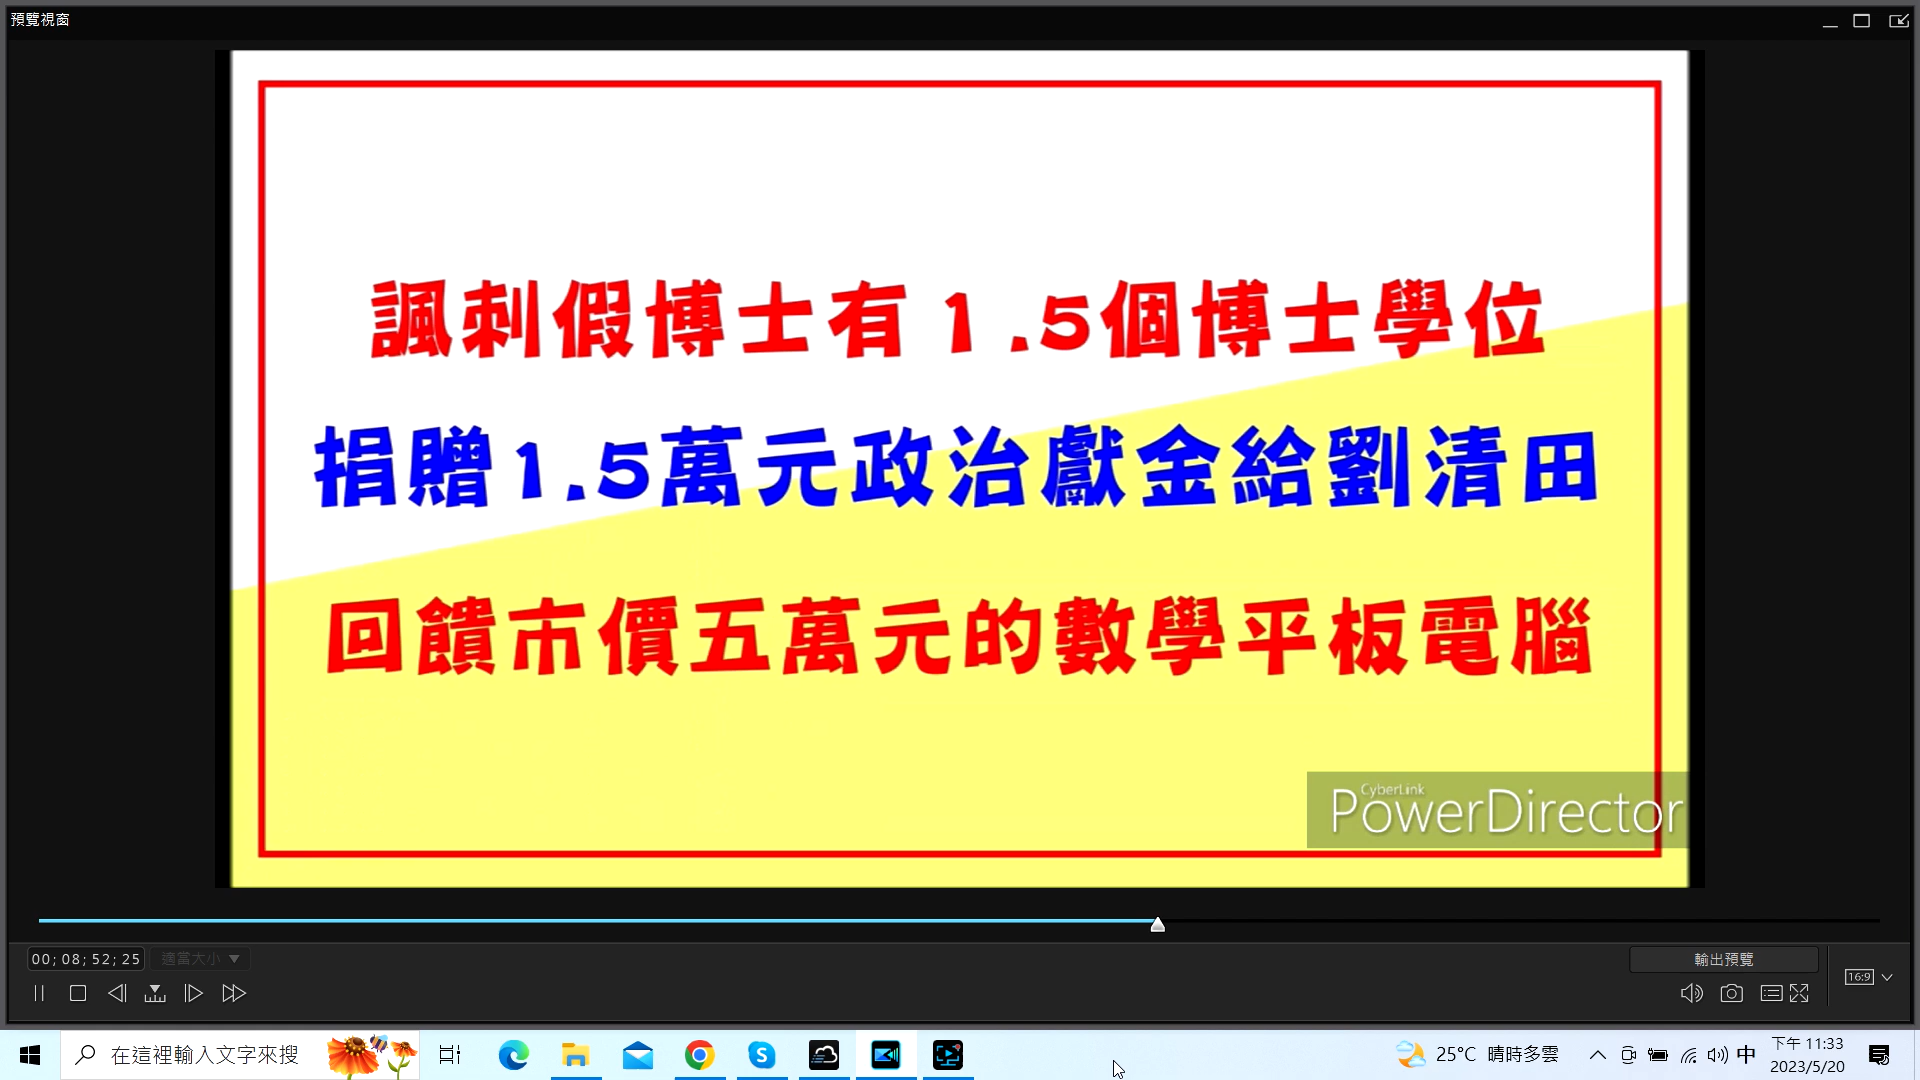 預覽視窗
諷刺假博士有1.5個博士學位
捐贈1.5萬元政治獻金給劉清田
回饋市價五萬元的數學平板電腦
CyberLink
PowerDirector
00;08;52;25
適當大小
輸出預覽
16:9
在這裡輸入文字來搜
25°C 晴時多雲
中
下午 11:33
2023/5/20